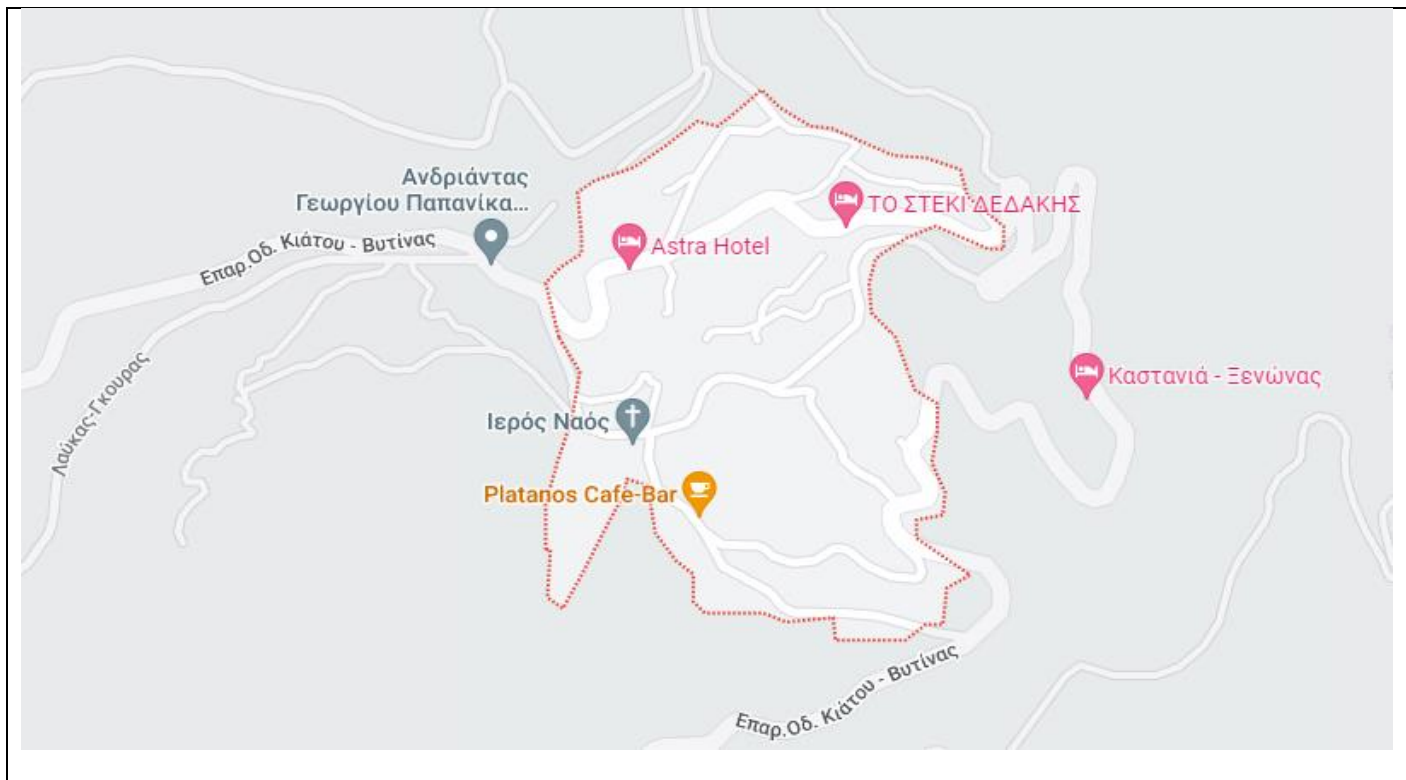 Ανδριάντας
Γεωργίου Παπανίκα...
ΤΟ ΣΤΕΚΙ ΔΕΔΑΚΗΣ
Επαρ.Οδ. Κιάτου - Βυτίνας
Astra Hotel
Λαύκας-Γκουρας
Καστανιά - Ξενώνας
Ιερός Ναός
Platanos Cafe-Bar
Επαρ.Οδ. Κιάτου - Βυτίνας